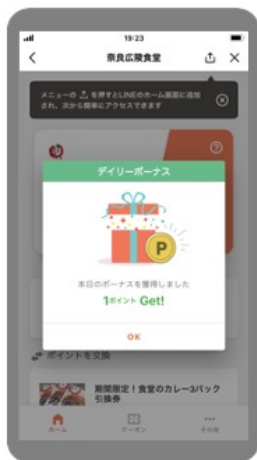 19:23
奈良広陵食堂
メニューの を押すとLINEのホーム画面に追加
され、次から簡単にアクセスできます
デイリーボーナス
P
本日のボーナスを獲得しました
1ポイント Get!
OK
ポイントを交換
期間限定！食堂のカレー3パック
引換券
ホーム
クーポン
その他